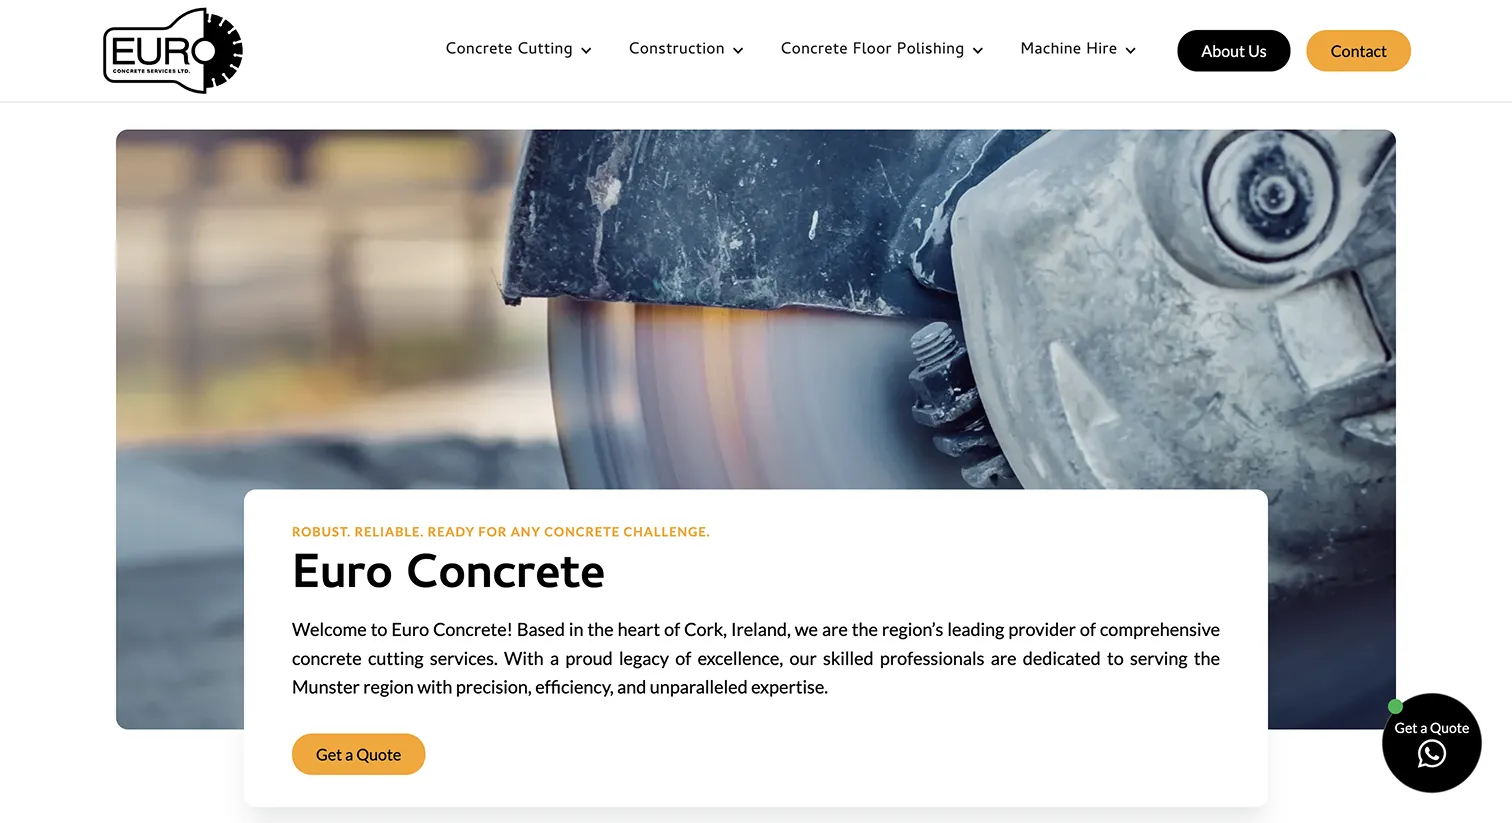 EURO
CONCRETE SERVICES LTD.
Concrete Cutting
Construction
Concrete Floor Polishing
Machine Hire
About Us
Contact
ROBUST. RELIABLE. READY FOR ANY CONCRETE CHALLENGE.
Euro Concrete
Welcome to Euro Concrete! Based in the heart of Cork, Ireland, we are the region’s leading provider of comprehensive
concrete cutting services. With a proud legacy of excellence, our skilled professionals are dedicated to serving the
Munster region with precision, efficiency, and unparalleled expertise.
Get a Quote
Get a Quote